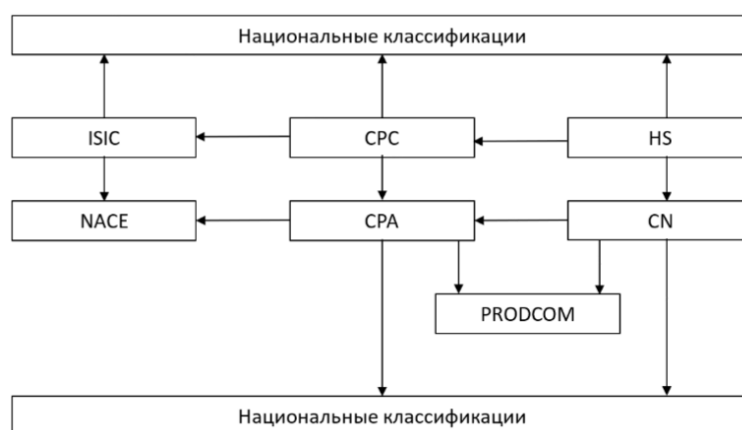 Национальные классификации
ISIC CPC HS
NACE CPA CN
PRODCOM
Национальные классификации